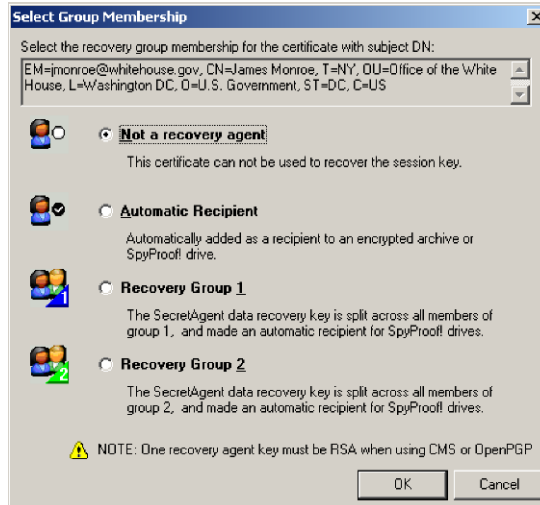 Select Group Membership
Select the recovery group membership for the certificate with subject DN:
EM=jmonroe@whitehouse.gov, CN=James Monroe, T=NY, OU=Office of the White
House, L=Washington DC, O=U.S. Government, ST=DC, C=US
Not a recovery agent
This certificate can not be used to recover the session key.
Automatic Recipient
Automatically added as a recipient to an encrypted archive or
SpyProof! drive.
1
Recovery Group 1
The SecretAgent data recovery key is split across all members of
group 1, and made an automatic recipient for SpyProof! drives.
2
Recovery Group 2
The SecretAgent data recovery key is split across all members of
group 2, and made an automatic recipient for SpyProof! drives.
NOTE: One recovery agent key must be RSA when using CMS or OpenPGP
OK
Cancel